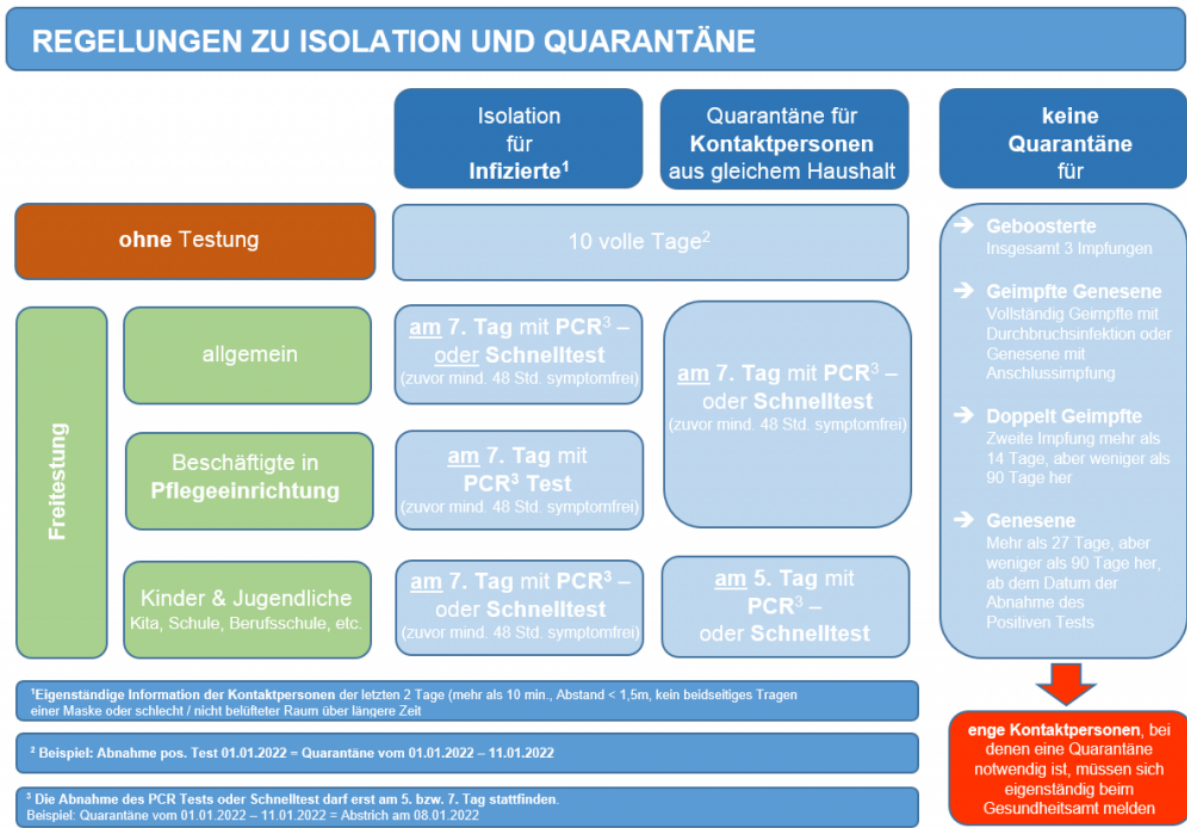 REGELUNGEN ZU ISOLATION UND QUARANTÄNE
Isolation
für
Infizierte¹
Quarantäne für
Kontaktpersonen
aus gleichem Haushalt
keine
Quarantäne
für
ohne Testung
10 volle Tage²
Freitestung
allgemein
am 7. Tag mit PCR³ –
oder Schnelltest
(zuvor mind. 48 Std. symptomfrei)
am 7. Tag mit PCR³ –
oder Schnelltest
(zuvor mind. 48 Std. symptomfrei)
Beschäftigte in
Pflegeeinrichtung
am 7. Tag mit
PCR³ Test
(zuvor mind. 48 Std. symptomfrei)
Kinder & Jugendliche
Kita, Schule, Berufsschule, etc.
am 7. Tag mit PCR³ –
oder Schnelltest
(zuvor mind. 48 Std. symptomfrei)
am 5. Tag mit
PCR³ –
oder Schnelltest
→ Geboosterte
Insgesamt 3 Impfungen
→ Geimpfte Genesene
Vollständig Geimpfte mit
Durchbruchsinfektion oder
Genesene mit
Anschlussimpfung
→ Doppelt Geimpfte
Zweite Impfung mehr als
14 Tage, aber weniger als
90 Tage her
→ Genesene
Mehr als 27 Tage, aber
weniger als 90 Tage her,
ab dem Datum der
Abnahme des
Positiven Tests
¹Eigenständige Information der Kontaktpersonen der letzten 2 Tage (mehr als 10 min., Abstand < 1,5m, kein beidseitiges Tragen
einer Maske oder schlecht / nicht belüfteter Raum über längere Zeit
² Beispiel: Abnahme pos. Test 01.01.2022 = Quarantäne vom 01.01.2022 – 11.01.2022
³ Die Abnahme des PCR Tests oder Schnelltest darf erst am 5. bzw. 7. Tag stattfinden.
Beispiel: Quarantäne vom 01.01.2022 – 11.01.2022 = Abstrich am 08.01.2022
enge Kontaktpersonen, bei
denen eine Quarantäne
notwendig ist, müssen sich
eigenständig beim
Gesundheitsamt melden